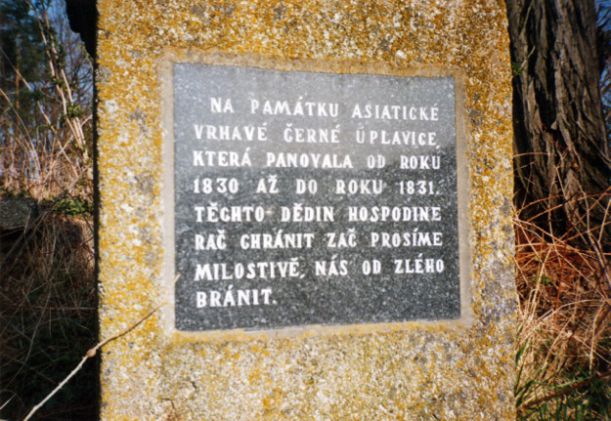 NA PAMÁTKU ASIATICKÉ
VRHAVÉ ČERNÉ ÚPLAVICE,
KTERÁ PANOVALA OD ROKU
1830 AŽ DO ROKU 1831.
TĚCHTO DĚDIN HOSPODINE
RAČ CHRÁNIT ZAČ PROSÍME
MILOSTIVĚ, NÁS OD ZLÉHO
BRÁNIT.